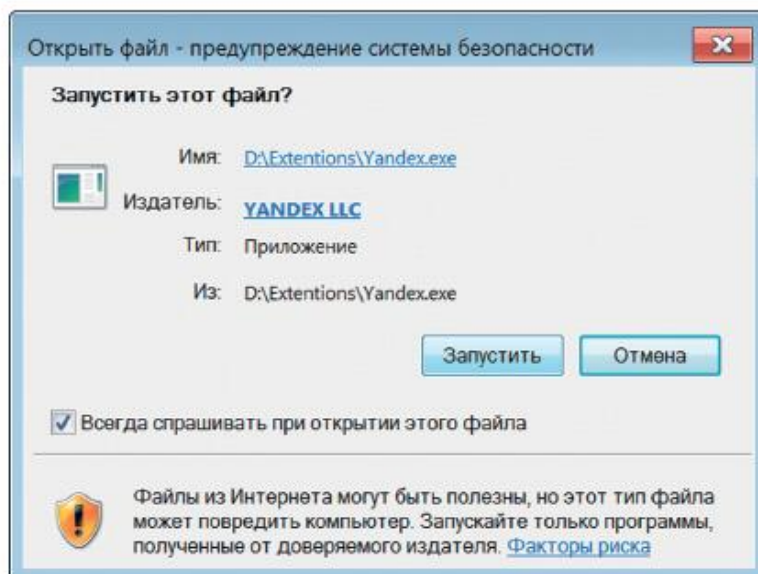 Открыть файл - предупреждение системы безопасности
Запустить этот файл?
Имя: D:\Extentions\Yandex.exe
Издатель: YANDEX LLC
Тип: Приложение
Из: D:\Extentions\Yandex.exe
Запустить Отмена
Всегда спрашивать при открытии этого файла
Файлы из Интернета могут быть полезны, но этот тип файла
может повредить компьютер. Запускайте только программы,
полученные от доверяемого издателя. Факторы риска